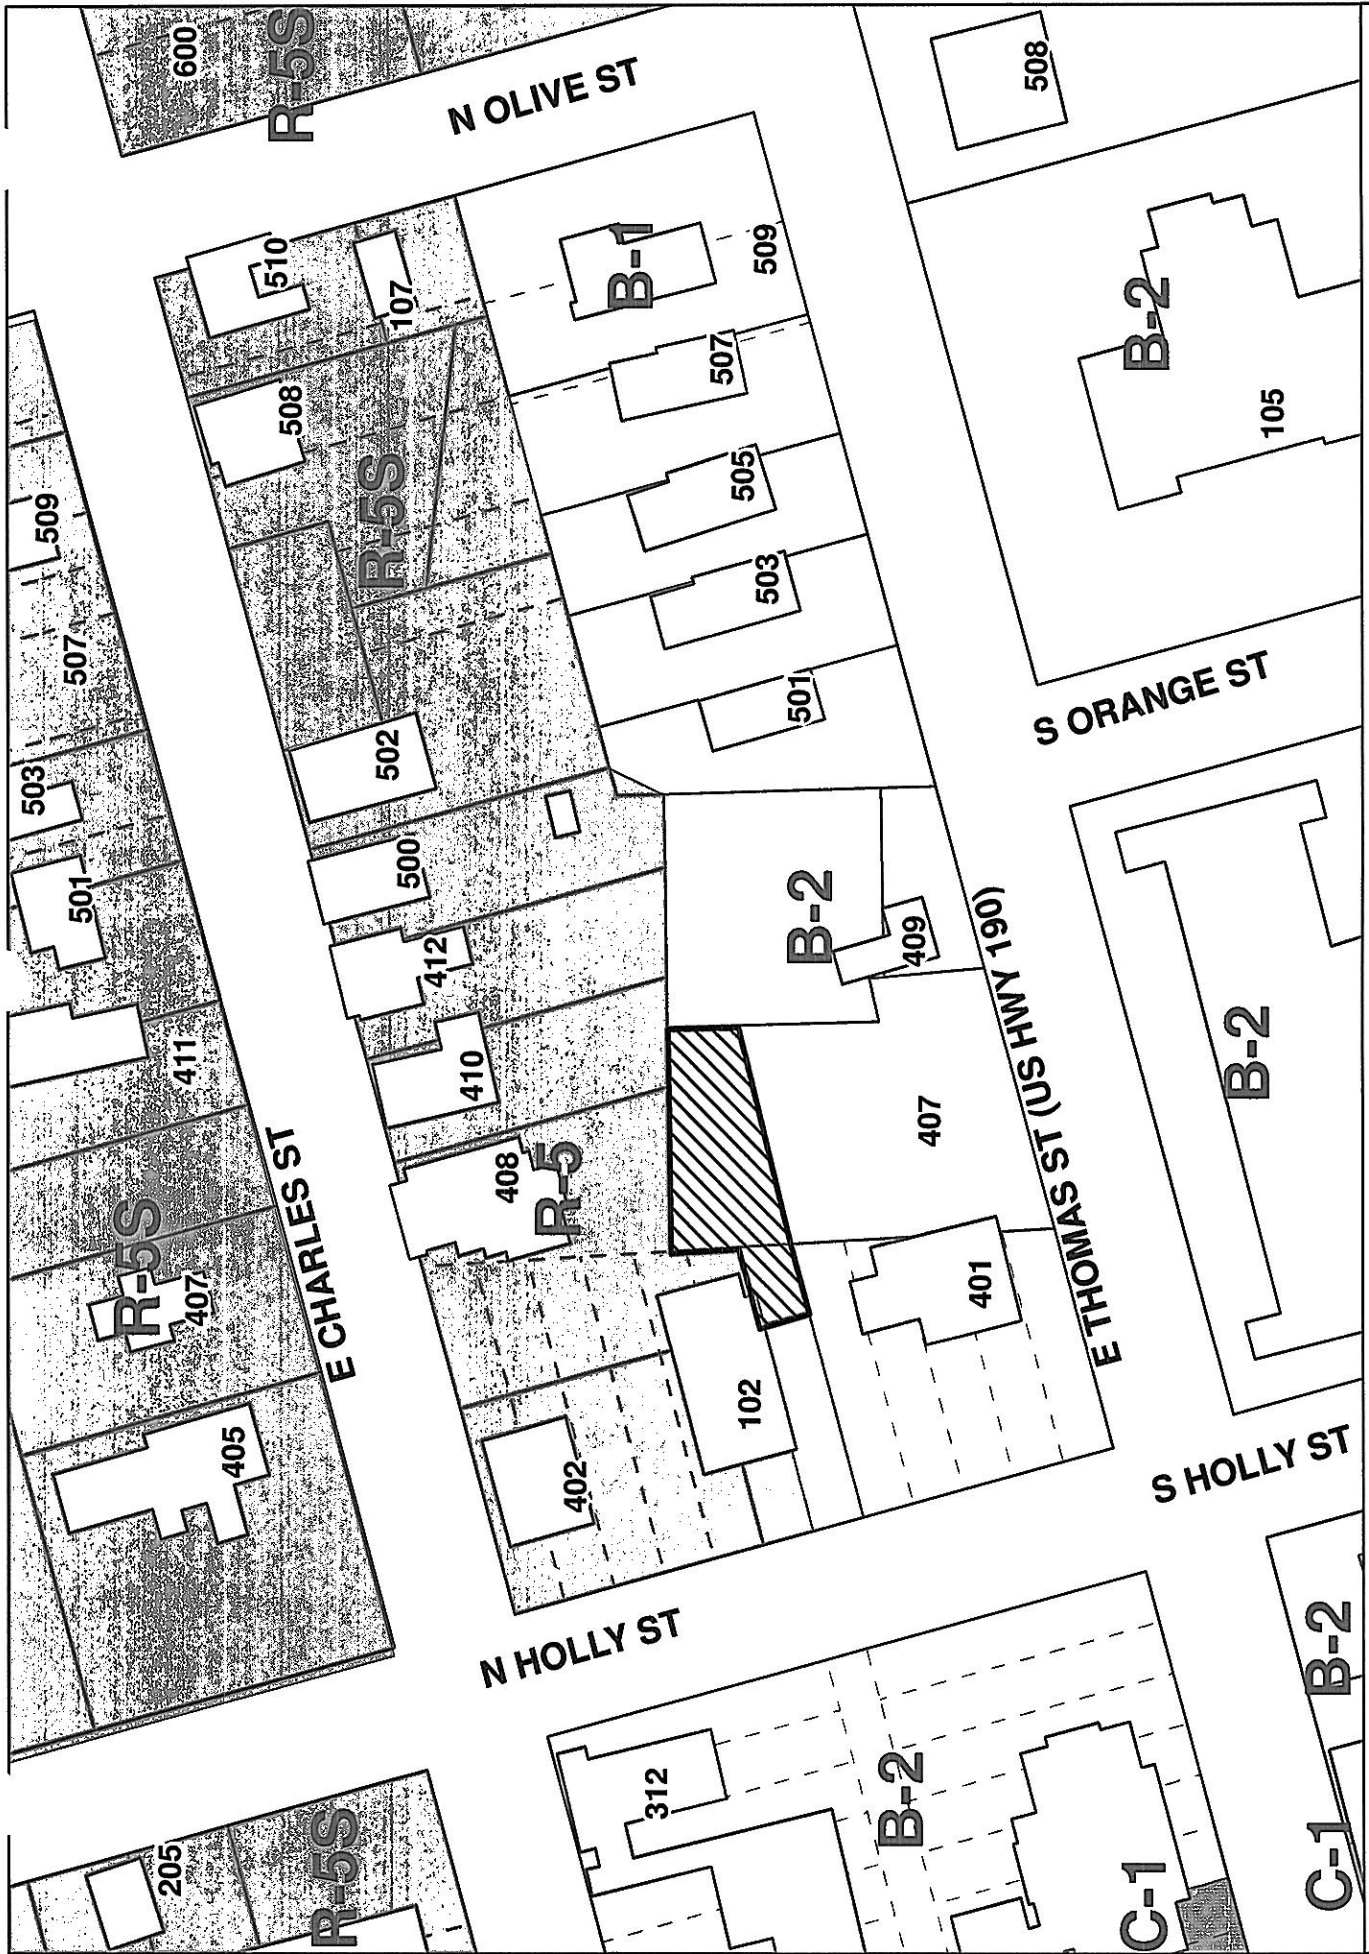 600
R-5S
N OLIVE ST
508
510
107
B-1
509
B-2
105
508
507
505
503
501
R-5S
509
507
503
501
502
500
412
410
408
R-5
411
E CHARLES ST
R-5S
407
405
B-2
409
407
401
102
402
E THOMAS ST (US HWY 190)
S ORANGE ST
B-2
S HOLLY ST
N HOLLY ST
312
B-2
B-2
C-1
C-1
205
R-5S